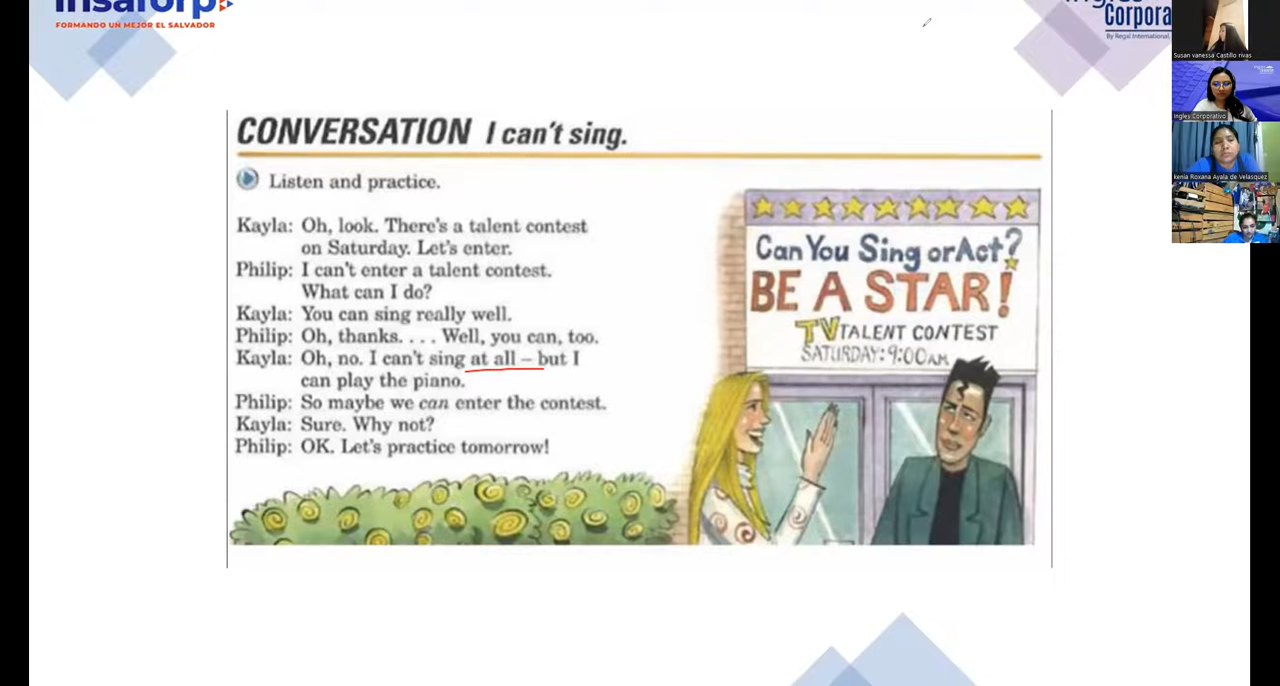 insaforp
FORMANDO UN MEJOR EL SALVADOR
Corpora
By Regal International,
Susan vanessa Castillo rivas
Ingles Corporativo
kenia Roxana Ayala de Velasquez
CONVERSATION I can't sing.
Listen and practice.
Kayla: Oh, look. There's a talent contest
on Saturday. Let's enter.
Philip: I can't enter a talent contest.
What can I do?
Kayla: You can sing really well.
Philip: Oh, thanks. . . . Well, you can, too.
Kayla: Oh, no. I can't sing at all – but I
can play the piano.
Philip: So maybe we can enter the contest.
Kayla: Sure. Why not?
Philip: OK. Let's practice tomorrow!
Can You Sing or Act?
BE A STAR!
TV TALENT CONTEST
SATURDAY: 9:00 AM